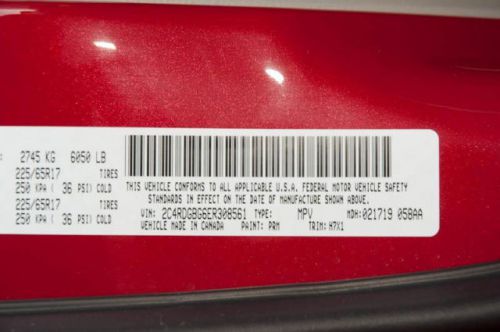 : 2745 KG 6050 LB
225/65R17 TIRES
250 KPA ( 36 PSI) COLD
225/65R17 TIRES
250 KPA ( 36 PSI) COLD
THIS VEHICLE CONFORMS TO ALL APPLICABLE U.S.A. FEDERAL MOTOR VEHICLE SAFETY
STANDARDS IN EFFECT ON THE DATE OF MANUFACTURE SHOWN ABOVE
VIN: 2C4RDGBG6ER308561 TYPE: MPV MDH:021719 058AA
MADE IN CANADA PAINT: PRM TRIM: H7X1